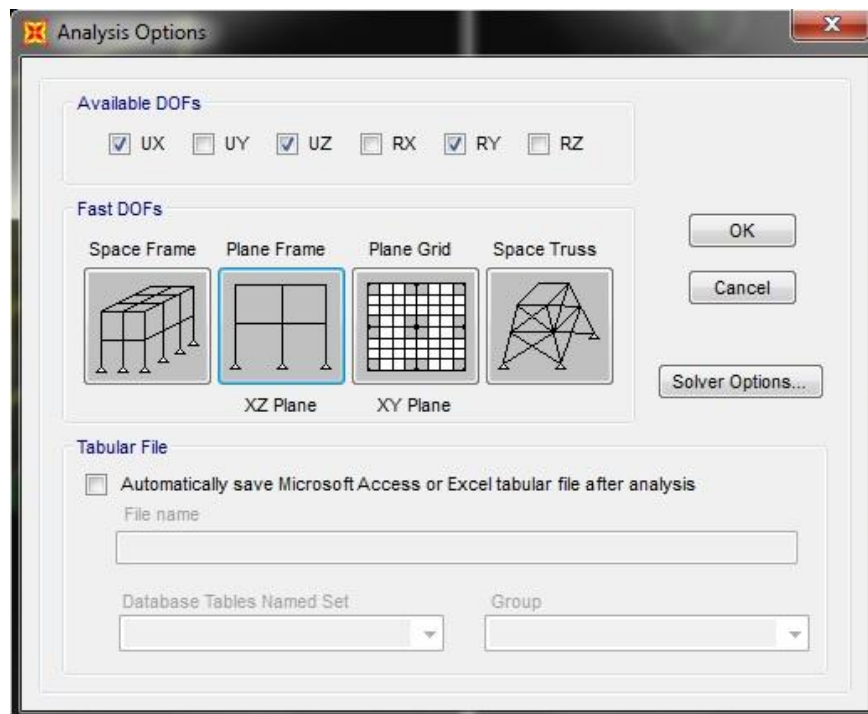 Analysis Options
X
Available DOFs
UX UY UZ RX RY RZ
Fast DOFs
Space Frame Plane Frame Plane Grid Space Truss
XZ Plane XY Plane
OK
Cancel
Solver Options...
Tabular File
Automatically save Microsoft Access or Excel tabular file after analysis
File name
Database Tables Named Set Group